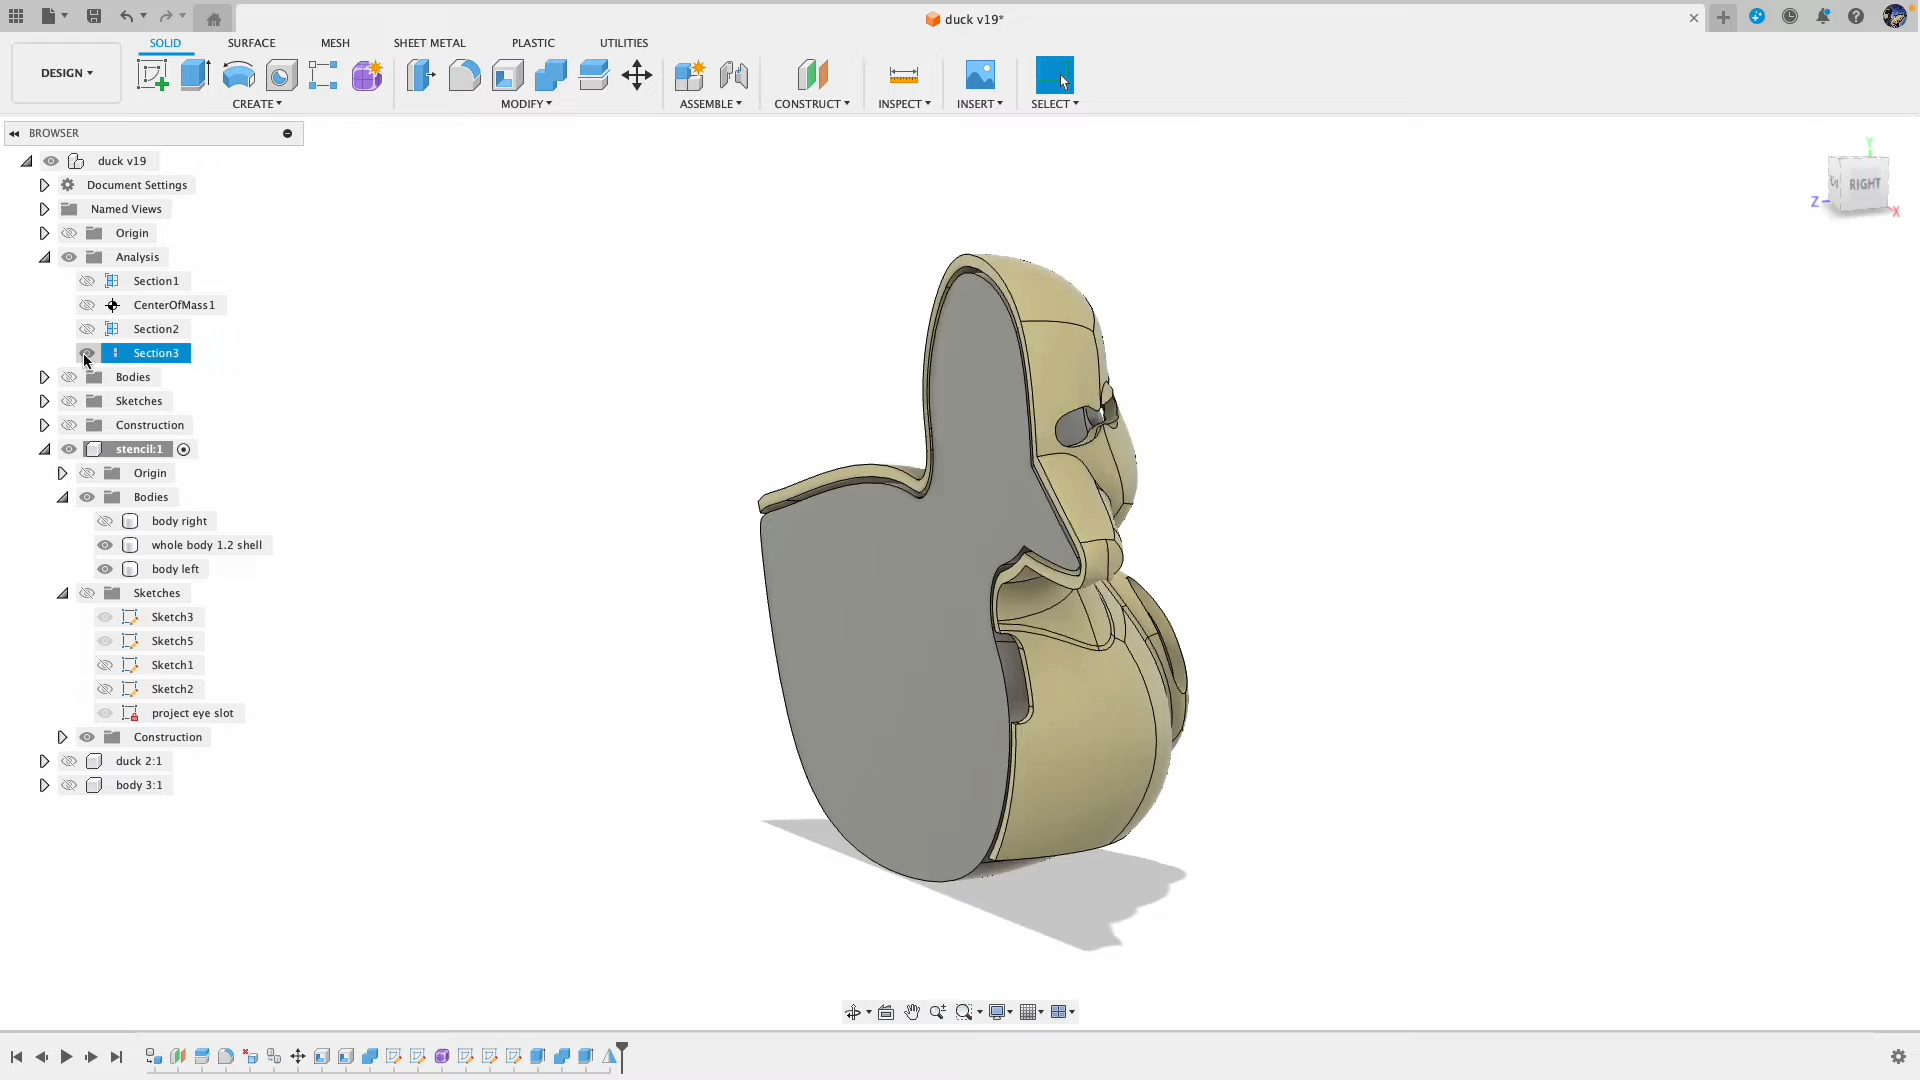 duck v19*
SOLID SURFACE MESH SHEET METAL PLASTIC UTILITIES
DESIGN
CREATE MODIFY ASSEMBLE CONSTRUCT INSPECT INSERT SELECT
BROWSER
duck v19
Document Settings
Named Views
Origin
Analysis
Section1
CenterOfMass1
Section2
Section3
Bodies
Sketches
Construction
stencil:1
Origin
Bodies
body right
whole body 1.2 shell
body left
Sketches
Sketch3
Sketch5
Sketch1
Sketch2
project eye slot
Construction
duck 2:1
body 3:1
Y
RIGHT
Z
X